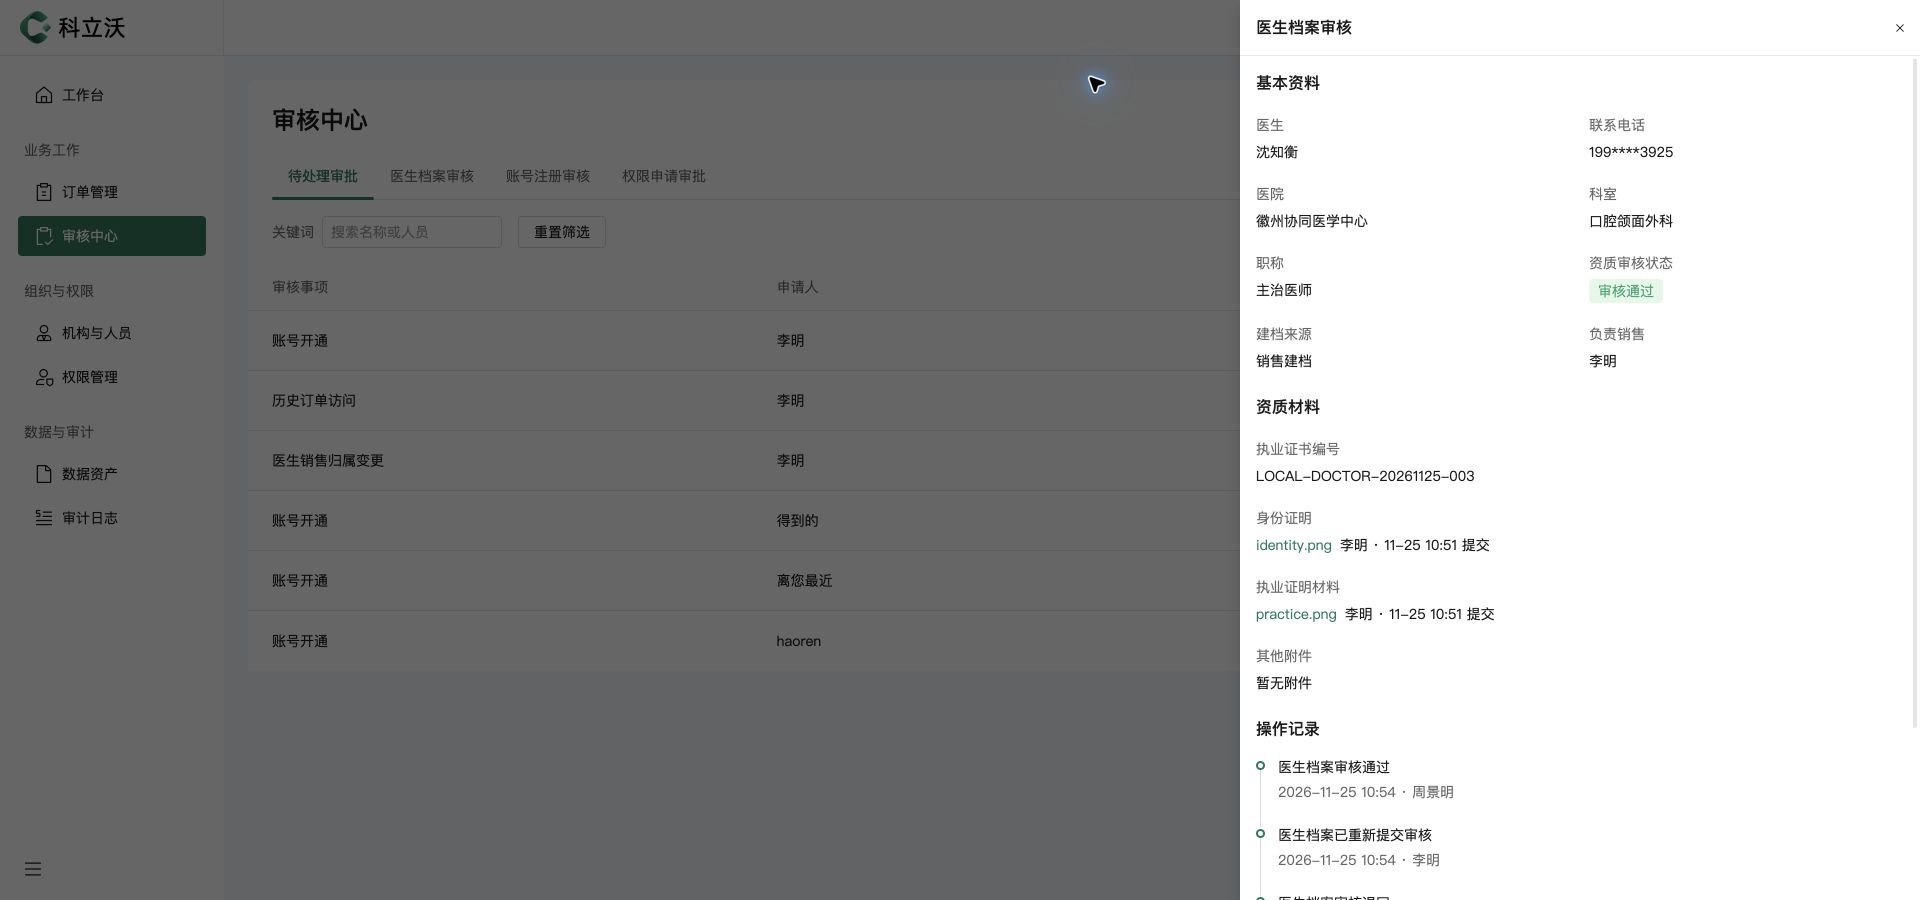 科立沃
工作台
业务工作
订单管理
审核中心
组织与权限
机构与人员
权限管理
数据与审计
数据资产
审计日志
审核中心
待处理审批 医生档案审核 账号注册审核 权限申请审批
关键词 搜索名称或人员 重置筛选
审核事项 申请人
账号开通 李明
历史订单访问 李明
医生销售归属变更 李明
账号开通 得到的
账号开通 离您最近
账号开通 haoren
医生档案审核
基本资料
医生 联系电话
沈知衡 199****3925
医院 科室
徽州协同医学中心 口腔颌面外科
职称 资质审核状态
主治医师 审核通过
建档来源 负责销售
销售建档 李明
资质材料
执业证书编号
LOCAL-DOCTOR-20261125-003
身份证明
identity.png 李明 · 11-25 10:51 提交
执业证明材料
practice.png 李明 · 11-25 10:51 提交
其他附件
暂无附件
操作记录
医生档案审核通过
2026-11-25 10:54 · 周景明
医生档案已重新提交审核
2026-11-25 10:54 · 李明